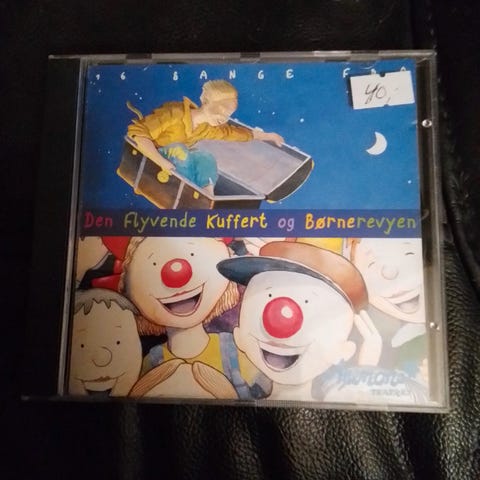 16 SANGE FRA
40,-
Den Flyvende Kuffert og Børnerevyen
TEATRET